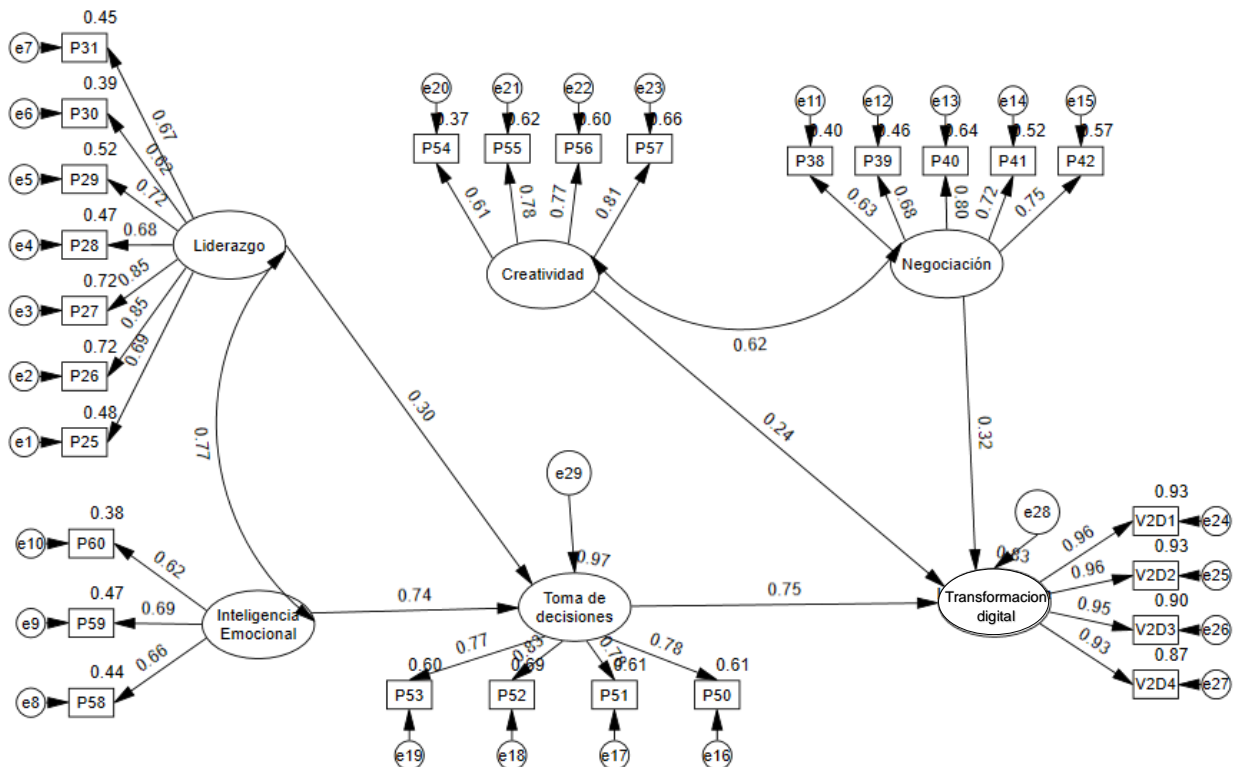 0.45
e7
P31
0.39
e6
P30
0.52
e5
P29
0.47
e4
P28
0.72
e3
P27
0.72
e2
P26
0.48
e1
P25
0.67
0.62
0.72
0.68
0.85
0.85
0.69
Liderazgo
0.77
0.30
e20
e21
e22
e23
0.37
0.62
0.60
0.66
P54
P55
P56
P57
0.61
0.78
0.77
0.81
Creatividad
e11
e12
e13
e14
e15
0.40
0.46
0.64
0.52
0.57
P38
P39
P40
P41
P42
0.63
0.68
0.80
0.72
0.75
Negociación
0.62
0.24
0.32
0.38
e10
P60
0.47
e9
P59
0.44
e8
P58
0.62
0.69
0.66
Inteligencia
Emocional
0.74
e29
0.97
Toma de
decisiones
0.75
0.77
0.83
0.78
0.78
0.60
0.69
0.61
0.61
P53
P52
P51
P50
e19
e18
e17
e16
e28
0.83
Transformacion
digital
0.96
0.96
0.95
0.93
0.93
V2D1
e24
0.93
V2D2
e25
0.90
V2D3
e26
0.87
V2D4
e27